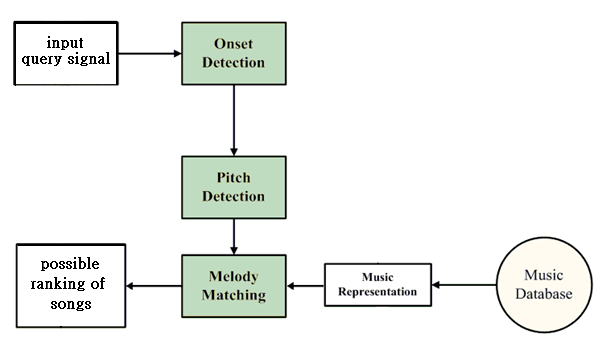 input
query signal
Onset
Detection
Pitch
Detection
possible
ranking of
songs
Melody
Matching
Music
Representation
Music
Database